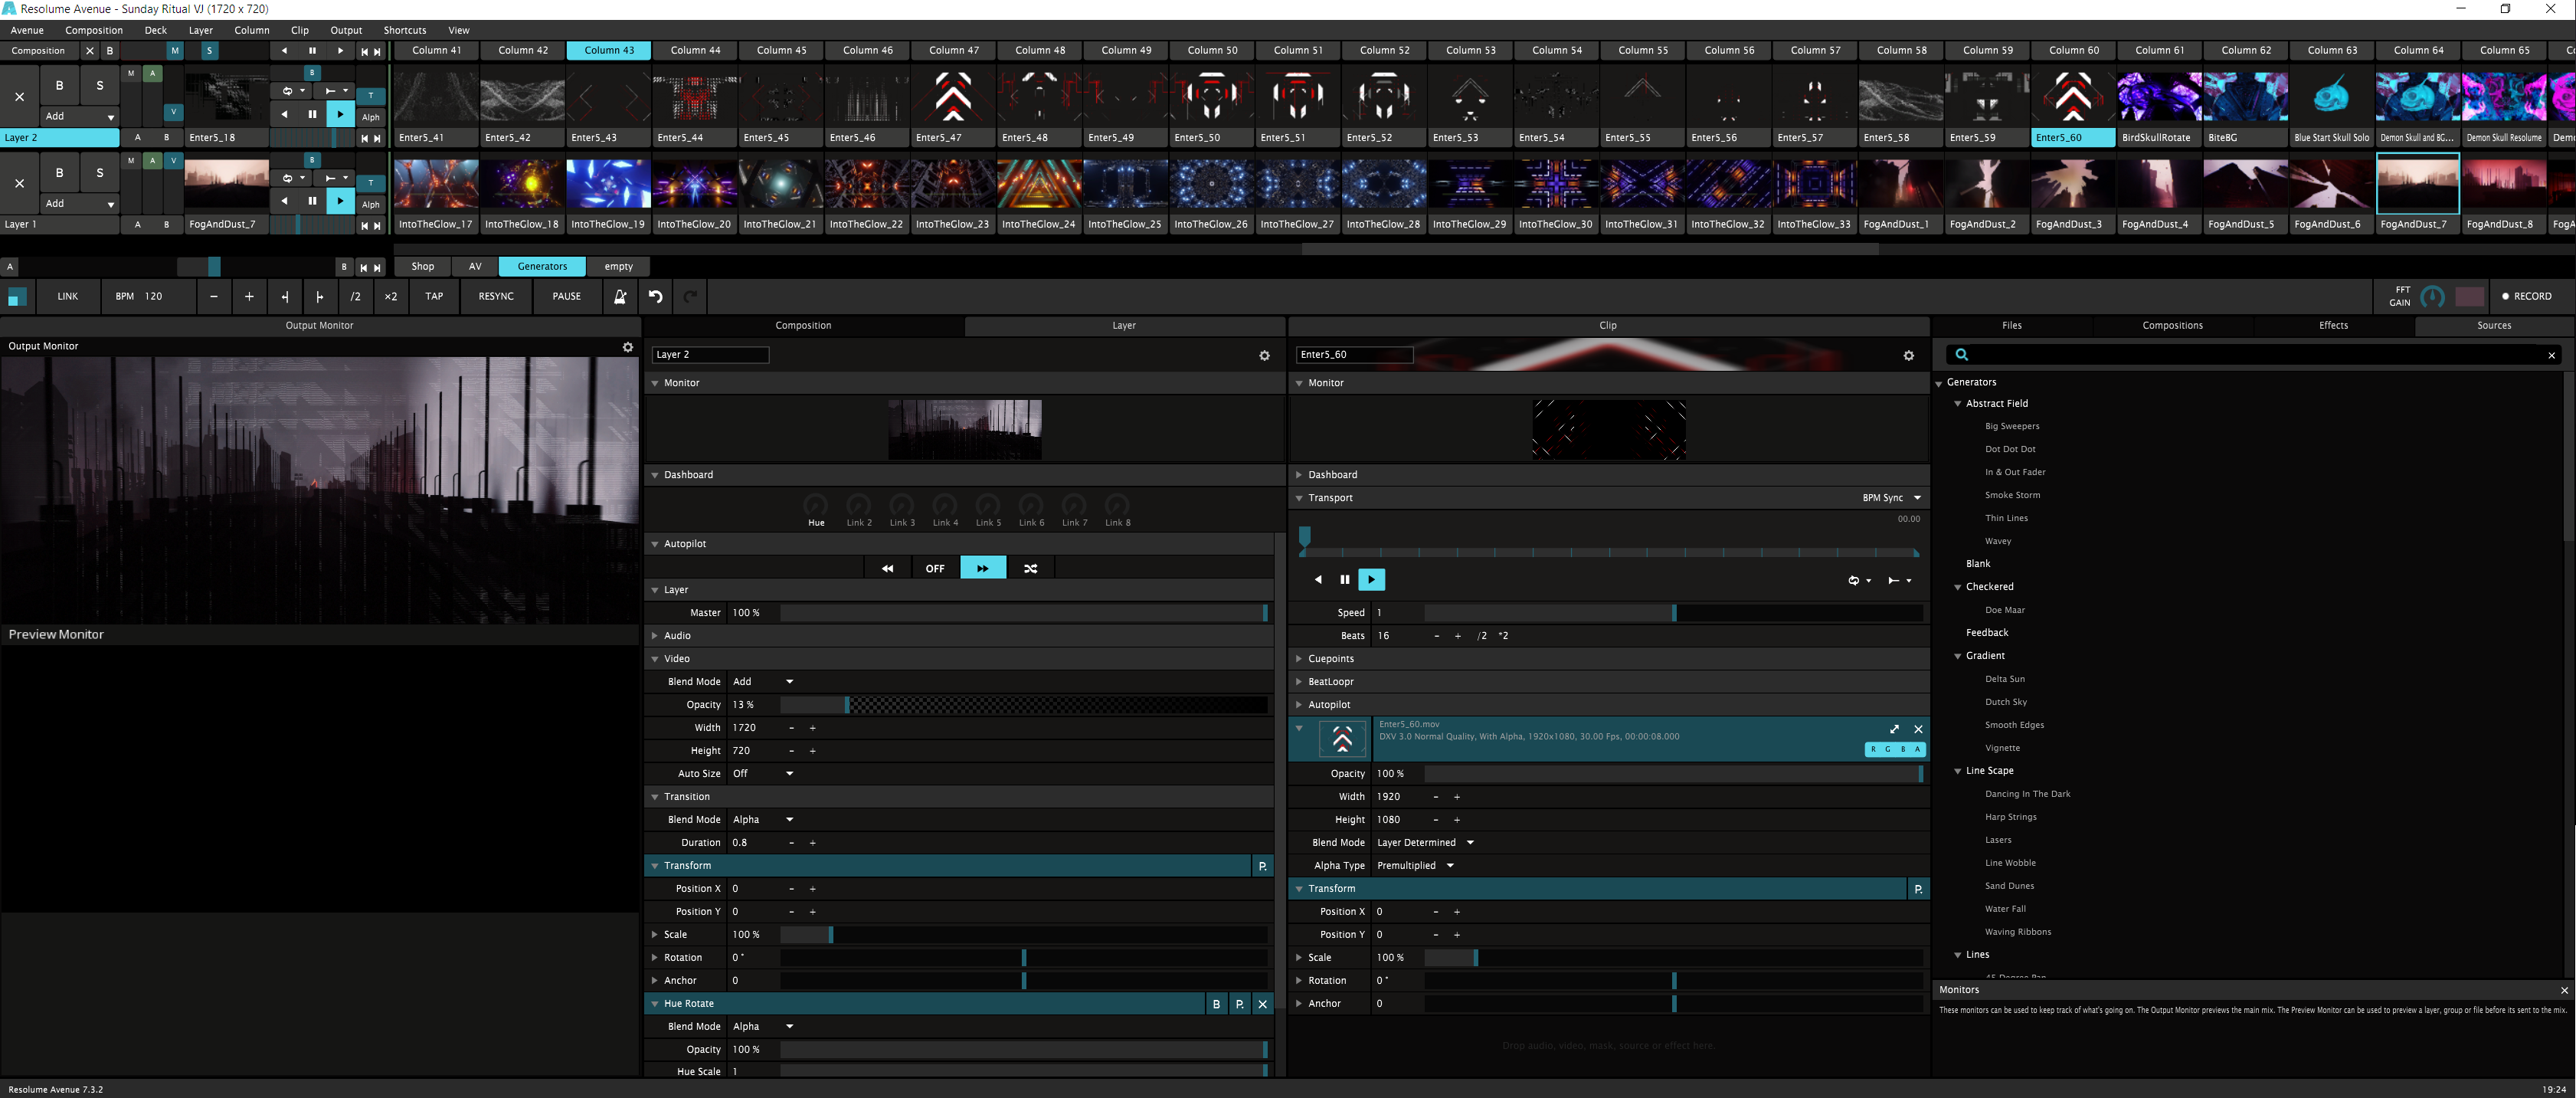 Resolume Avenue - Sunday Ritual VJ (1720 x 720)
Avenue Composition Deck Layer Column Clip Output Shortcuts View
Composition X B M S Column 41 Column 42 Column 43 Column 44 Column 45 Column 46 Column 47 Column 48 Column 49 Column 50 Column 51 Column 52 Column 53 Column 54 Column 55 Column 56 Column 57 Column 58 Column 59 Column 60 Column 61 Column 62 Column 63 Column 64 Column 65
M A B
B S
V T
Add Alph
Layer 2 A B Enter5_18 Enter5_41 Enter5_42 Enter5_43 Enter5_44 Enter5_45 Enter5_46 Enter5_47 Enter5_48 Enter5_49 Enter5_50 Enter5_51 Enter5_52 Enter5_53 Enter5_54 Enter5_55 Enter5_56 Enter5_57 Enter5_58 Enter5_59 Enter5_60 BirdSkullRotate BiteBG Blue Start Skull Solo Demon Skull and BG... Demon Skull Resolume
M A V B
B S
T
Add Alph
Layer 1 A B FogAndDust_7 IntoTheGlow_17 IntoTheGlow_18 IntoTheGlow_19 IntoTheGlow_20 IntoTheGlow_21 IntoTheGlow_22 IntoTheGlow_23 IntoTheGlow_24 IntoTheGlow_25 IntoTheGlow_26 IntoTheGlow_27 IntoTheGlow_28 IntoTheGlow_29 IntoTheGlow_30 IntoTheGlow_31 IntoTheGlow_32 IntoTheGlow_33 FogAndDust_1 FogAndDust_2 FogAndDust_3 FogAndDust_4 FogAndDust_5 FogAndDust_6 FogAndDust_7 FogAndDust_8
A B Shop AV Generators empty
LINK BPM 120 - + /2 ×2 TAP RESYNC PAUSE FFT GAIN RECORD
Output Monitor
Output Monitor
Preview Monitor
Composition Layer
Layer 2
Monitor
Dashboard
Hue Link 2 Link 3 Link 4 Link 5 Link 6 Link 7 Link 8
Autopilot
OFF
Layer
Master 100 %
Audio
Video
Blend Mode Add
Opacity 13 %
Width 1720 - +
Height 720 - +
Auto Size Off
Transition
Blend Mode Alpha
Duration 0.8 - +
Transform P.
Position X 0 - +
Position Y 0 - +
Scale 100 %
Rotation 0 °
Anchor 0
Hue Rotate B P. X
Blend Mode Alpha
Opacity 100 %
Hue Scale 1
Clip
Enter5_60
Monitor
Dashboard
Transport BPM Sync
00.00
Speed 1
Beats 16 - + /2 *2
Cuepoints
BeatLoopr
Autopilot
Enter5_60.mov
DXV 3.0 Normal Quality, With Alpha, 1920x1080, 30.00 Fps, 00:00:08.000
R G B A
Opacity 100 %
Width 1920 - +
Height 1080 - +
Blend Mode Layer Determined
Alpha Type Premultiplied
Transform P.
Position X 0 - +
Position Y 0 - +
Scale 100 %
Rotation 0 °
Anchor 0
Drop audio, video, mask, source or effect here.
Files Compositions Effects Sources
Generators
Abstract Field
Big Sweepers
Dot Dot Dot
In & Out Fader
Smoke Storm
Thin Lines
Wavey
Blank
Checkered
Doe Maar
Feedback
Gradient
Delta Sun
Dutch Sky
Smooth Edges
Vignette
Line Scape
Dancing In The Dark
Harp Strings
Lasers
Line Wobble
Sand Dunes
Water Fall
Waving Ribbons
Lines
Monitors
These monitors can be used to keep track of what's going on. The Output Monitor previews the main mix. The Preview Monitor can be used to preview a layer, group or file before its sent to the mix.
Resolume Avenue 7.3.2 19:24